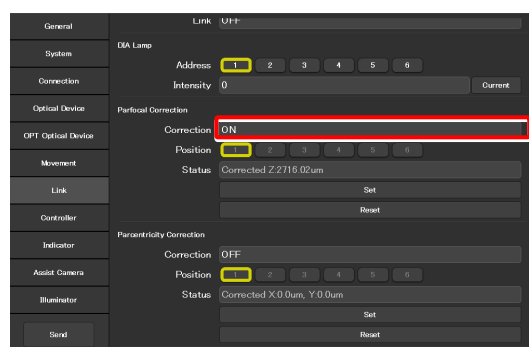 General
System
Connection
Optical Device
OPT Optical Device
Movement
Link
Controller
Indicator
Assist Camera
Illuminator
Send
Link OFF
DIA Lamp
Address 1 2 3 4 5 6
Intensity 0 Current
Parfocal Correction
Correction ON
Position 1 2 3 4 5 6
Status Corrected Z:2716.02um
Set
Reset
Parcentricity Correction
Correction OFF
Position 1 2 3 4 5 6
Status Corrected X:0.0um, Y:0.0um
Set
Reset